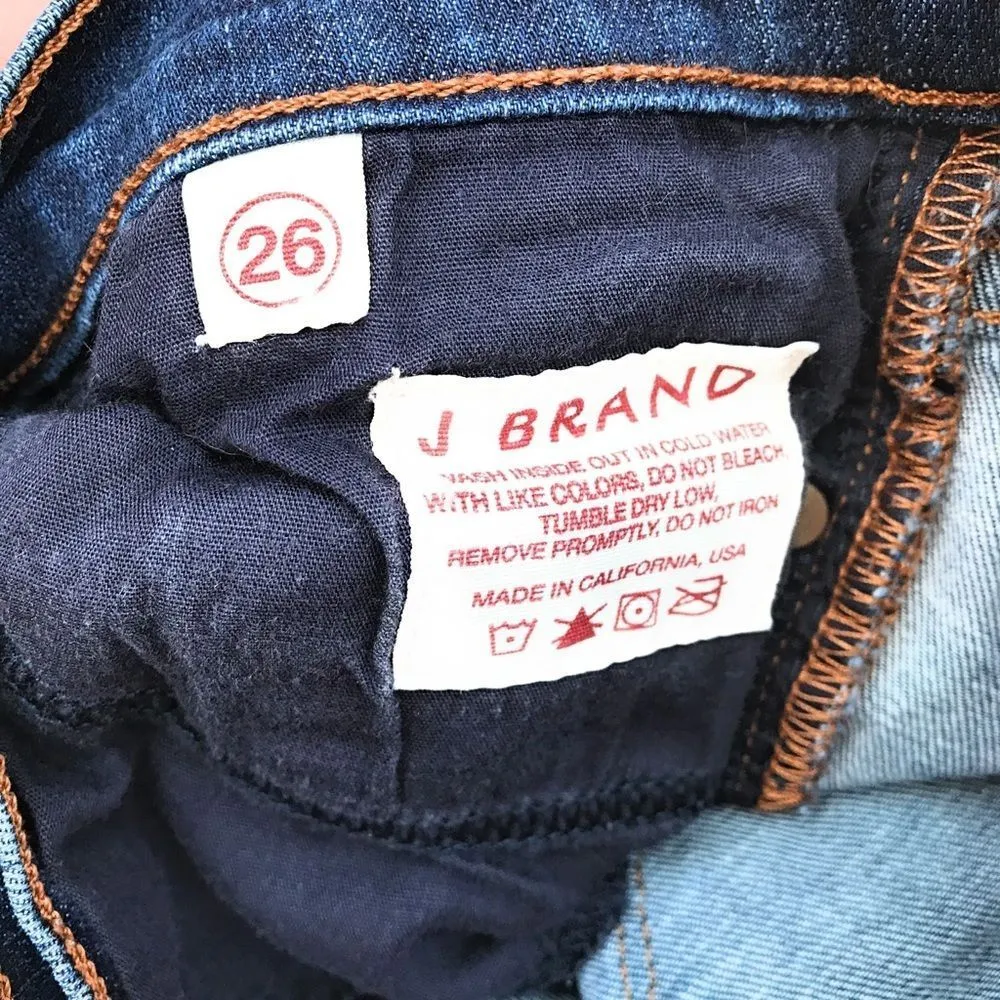 26
J BRAND
WASH INSIDE OUT IN COLD WATER
WITH LIKE COLORS, DO NOT BLEACH,
TUMBLE DRY LOW,
REMOVE PROMPTLY, DO NOT IRON
MADE IN CALIFORNIA, USA